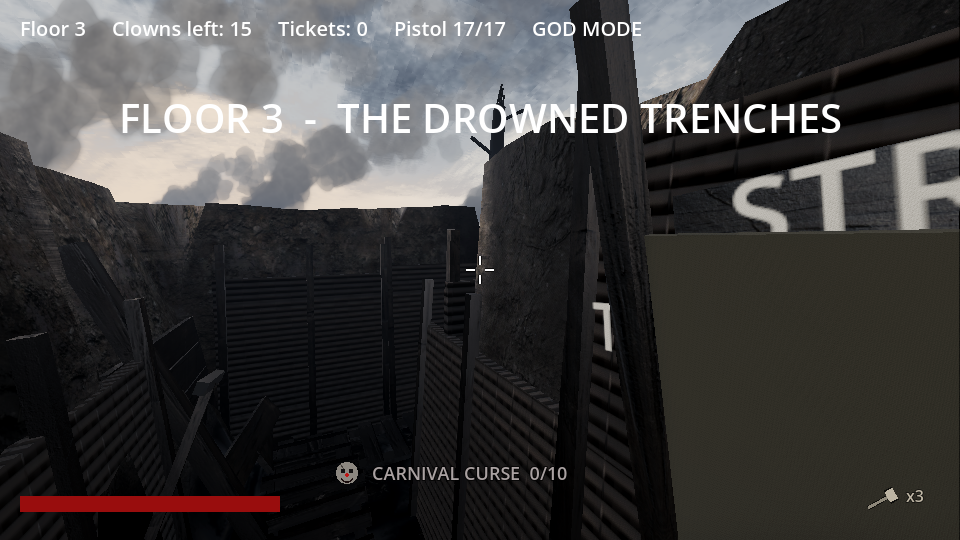 Floor 3 Clowns left: 15 Tickets: 0 Pistol 17/17 GOD MODE
FLOOR 3 - THE DROWNED TRENCHES
CARNIVAL CURSE 0/10
x3